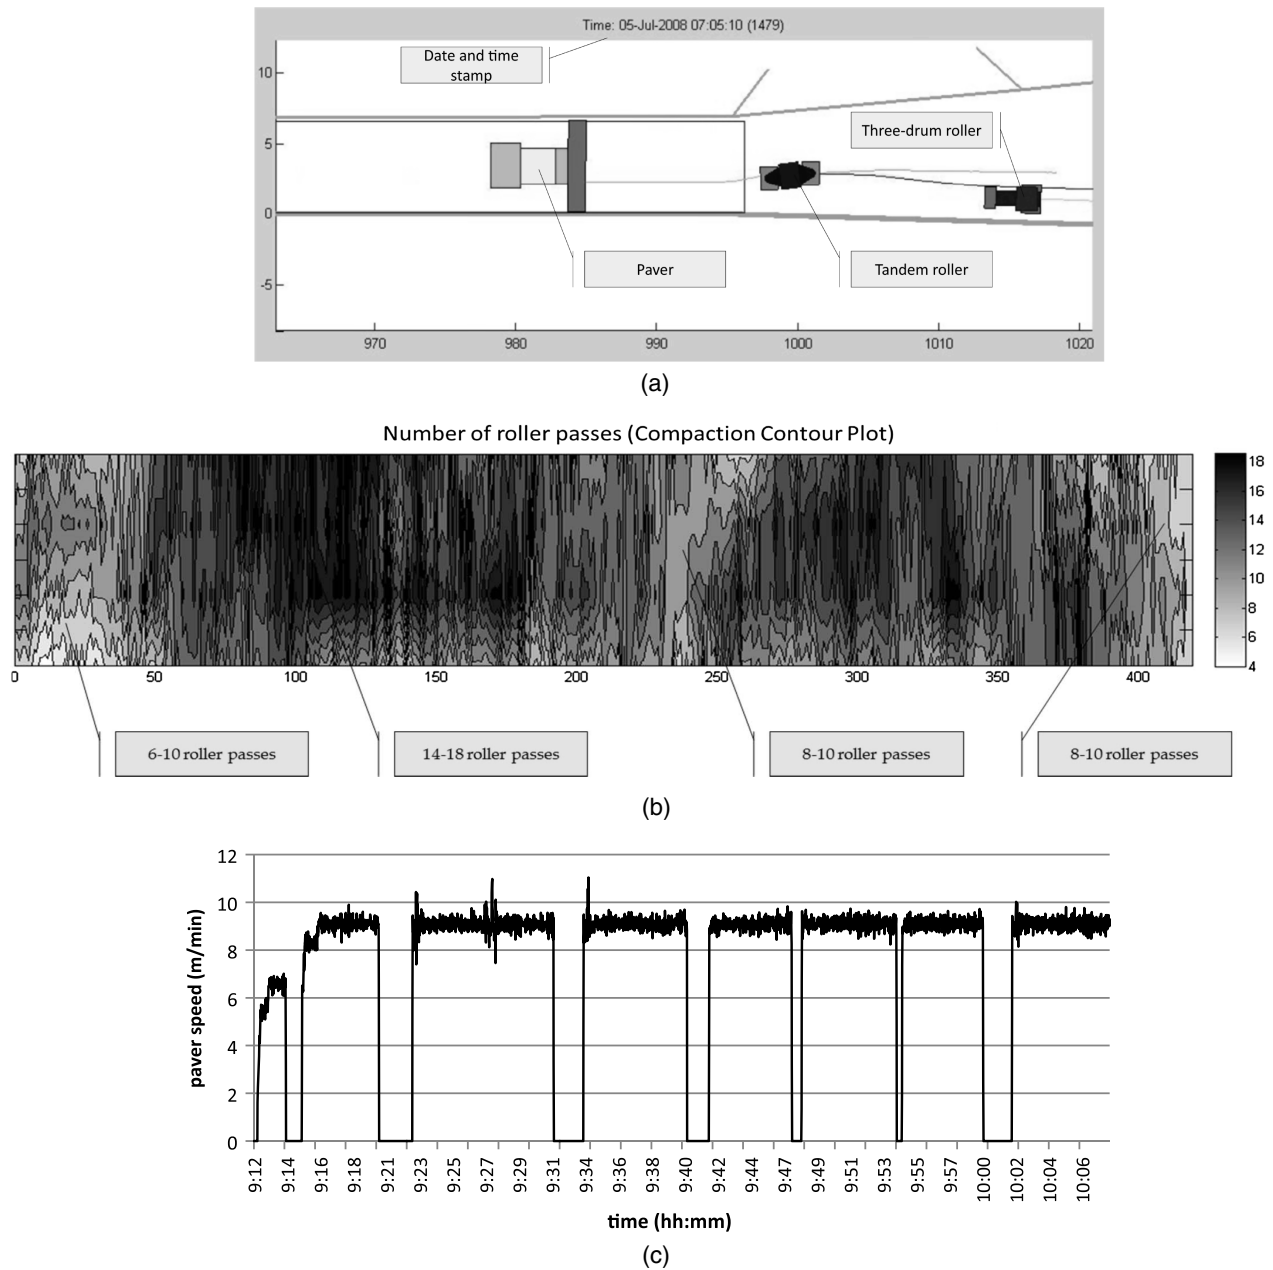 Time: 05-Jul-2008 07:05:10 (1479)
Date and time
stamp
10
Three-drum roller
5
0
Paver
Tandem roller
-5
970 980 990 1000 1010 1020
(a)
Number of roller passes (Compaction Contour Plot)
18
16
14
12
10
8
6
4
0 50 100 150 200 250 300 350 400
6-10 roller passes
14-18 roller passes
8-10 roller passes
8-10 roller passes
(b)
12
10
8
6
4
2
0
paver speed (m/min)
9:12 9:14 9:16 9:18 9:21 9:23 9:25 9:27 9:29 9:31 9:34 9:36 9:38 9:40 9:42 9:44 9:47 9:49 9:51 9:53 9:55 9:57 10:00 10:02 10:04 10:06
time (hh:mm)
(c)